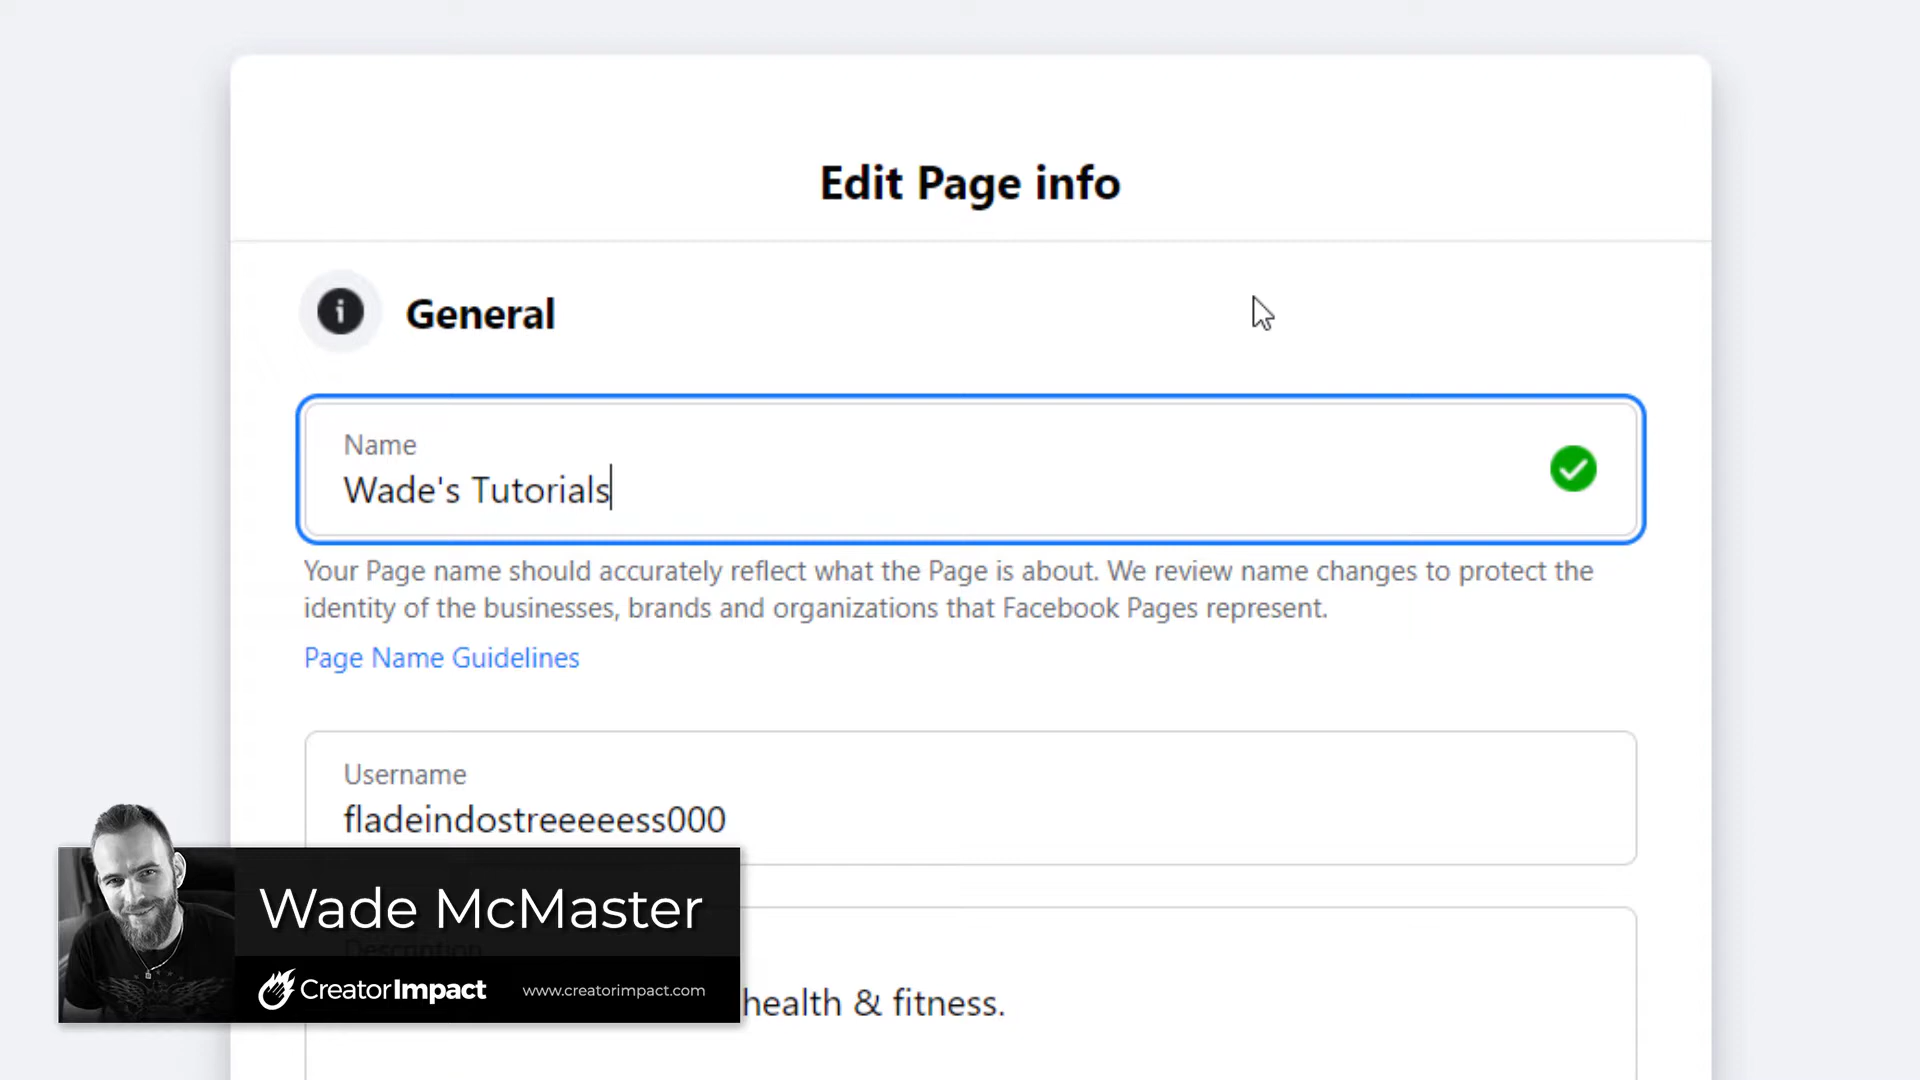 Edit Page info
General
Name
Wade's Tutorials
Your Page name should accurately reflect what the Page is about. We review name changes to protect the
identity of the businesses, brands and organizations that Facebook Pages represent.
Page Name Guidelines
Username
fladeindostreeeeess000
Wade McMaster
Description
CreatorImpact www.creatorimpact.com
health & fitness.